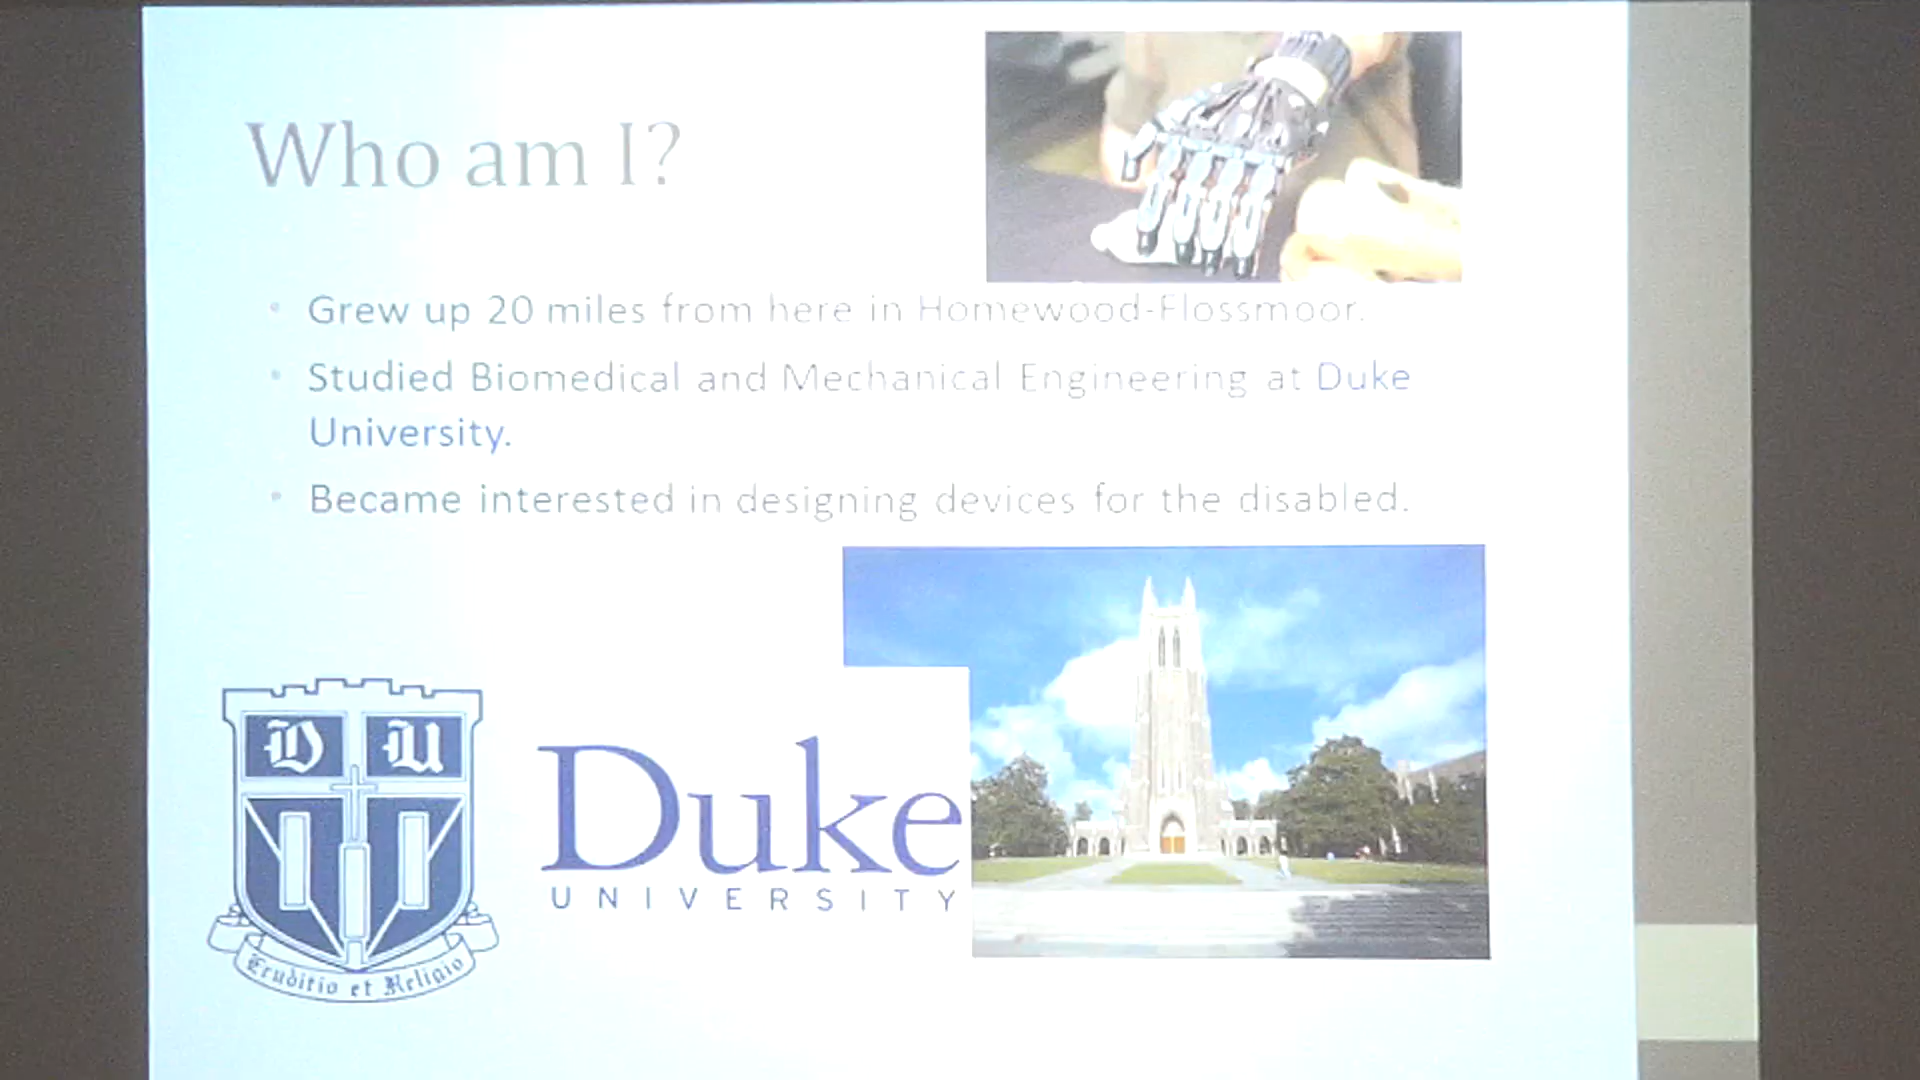 Who am I?
• Grew up 20 miles from here in Homewood-Flossmoor.
• Studied Biomedical and Mechanical Engineering at Duke
University.
• Became interested in designing devices for the disabled.
D U
Eruditio et Religio
Duke
UNIVERSITY